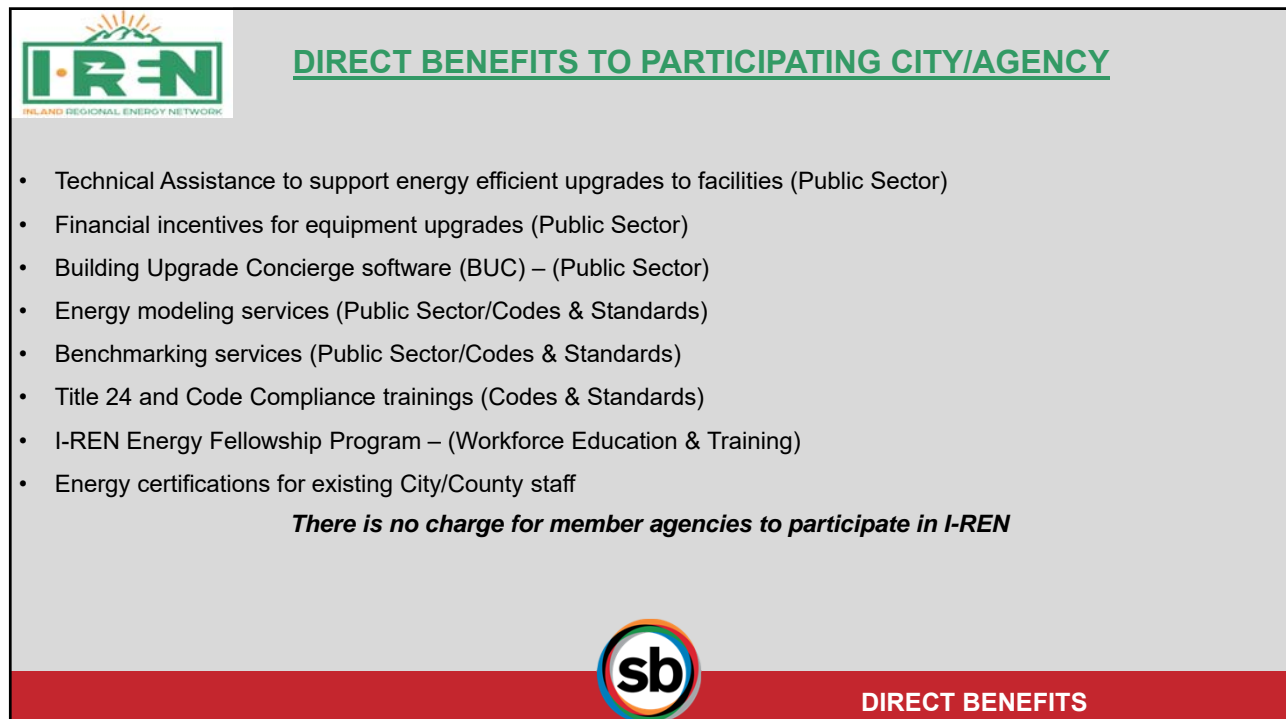 I·REN
INLAND REGIONAL ENERGY NETWORK
DIRECT BENEFITS TO PARTICIPATING CITY/AGENCY
• Technical Assistance to support energy efficient upgrades to facilities (Public Sector)
• Financial incentives for equipment upgrades (Public Sector)
• Building Upgrade Concierge software (BUC) – (Public Sector)
• Energy modeling services (Public Sector/Codes & Standards)
• Benchmarking services (Public Sector/Codes & Standards)
• Title 24 and Code Compliance trainings (Codes & Standards)
• I-REN Energy Fellowship Program – (Workforce Education & Training)
• Energy certifications for existing City/County staff
There is no charge for member agencies to participate in I-REN
sb
DIRECT BENEFITS